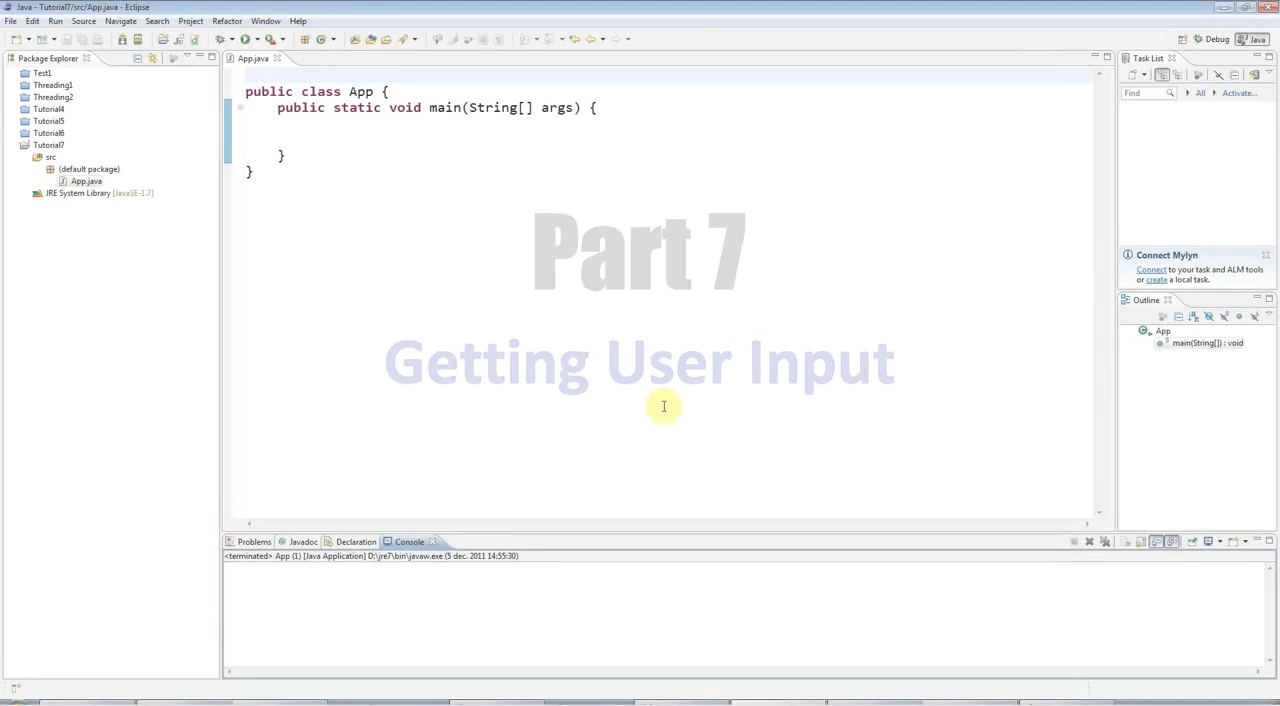 Java - Tutorial7/src/App.java - Eclipse
File Edit Run Source Navigate Search Project Refactor Window Help
Debug Java
Package Explorer
App.java
Task List
Test1
Threading1
Threading2
Tutorial4
Tutorial5
Tutorial6
Tutorial7
src
(default package)
App.java
JRE System Library [JavaSE-1.7]
public class App {
public static void main(String[] args) {
}
}
Part 7
Getting User Input
Find All Activate...
Connect Mylyn
Connect to your task and ALM tools
or create a local task.
Outline
App
main(String[]) : void
Problems Javadoc Declaration Console
<terminated> App (1) [Java Application] D:\jre7\bin\javaw.exe (5 dec. 2011 14:55:30)